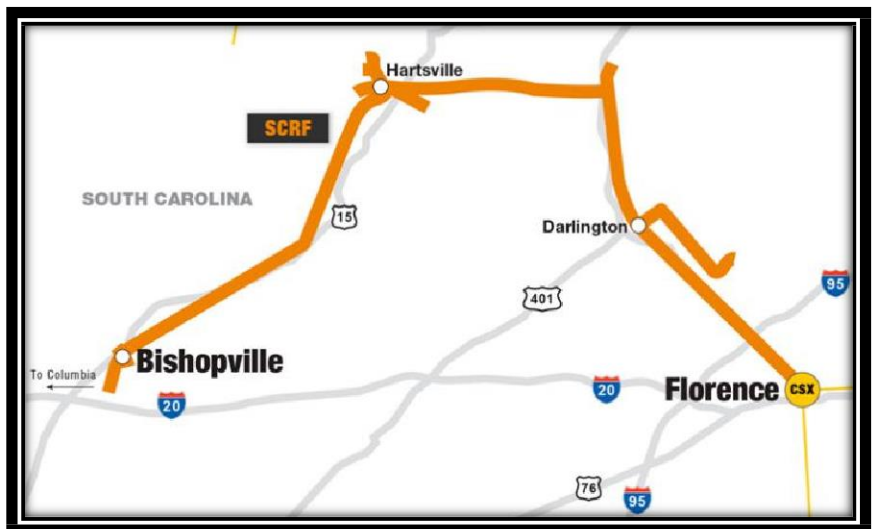 Hartsville
SCRF
SOUTH CAROLINA
15
Darlington
95
401
Bishopville
To Columbia
20
20
Florence
CSX
76
95